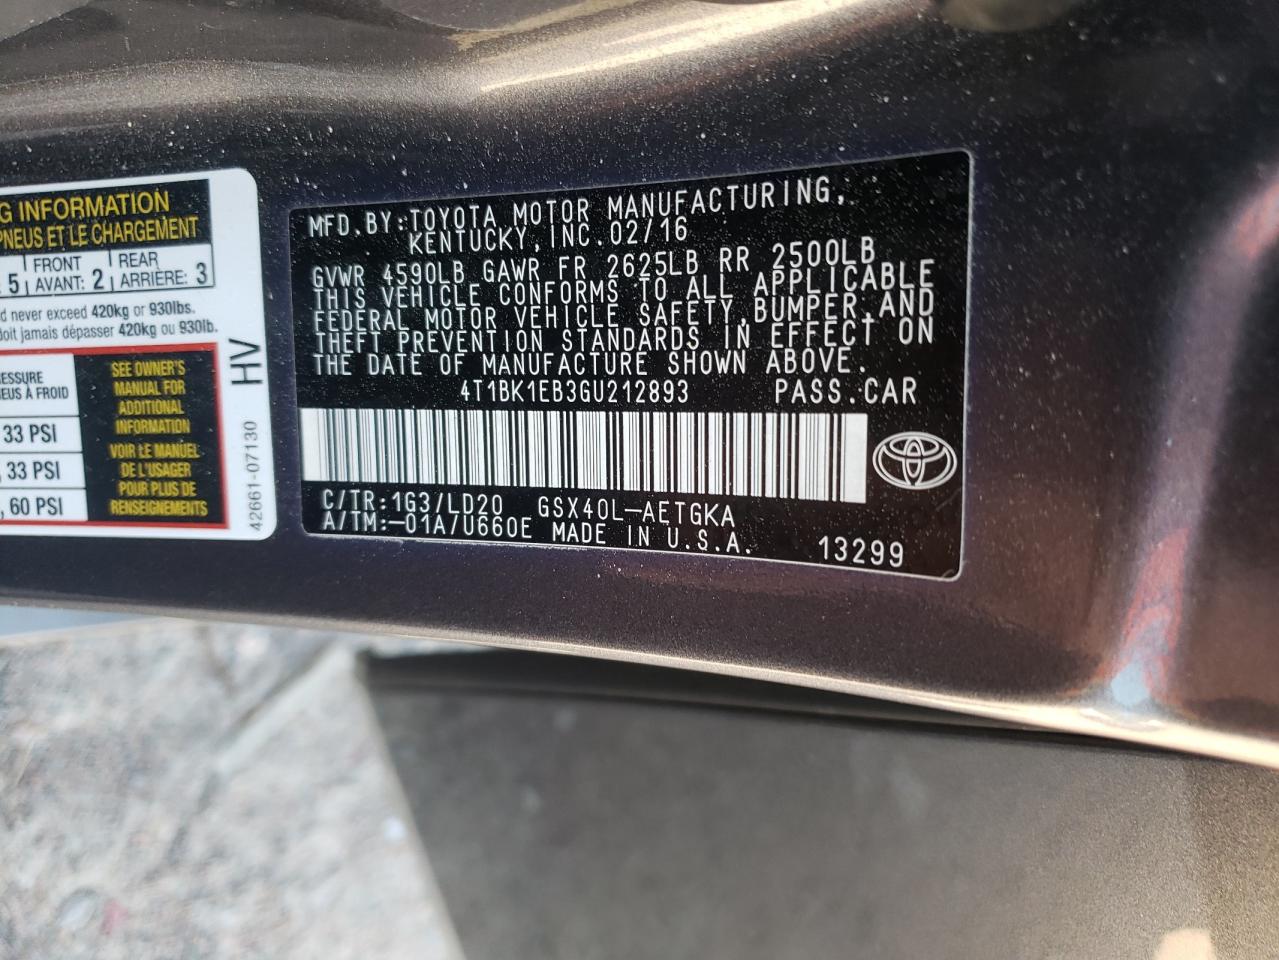 G INFORMATION
PNEUS ET LE CHARGEMENT
5 FRONT AVANT: 2 REAR ARRIÈRE: 3
d never exceed 420kg or 930lbs.
doit jamais dépasser 420kg ou 930lb.
ESSURE
EUS À FROID
33 PSI
, 33 PSI
, 60 PSI
SEE OWNER'S
MANUAL FOR
ADDITIONAL
INFORMATION
VOIR LE MANUEL
DE L'USAGER
POUR PLUS DE
RENSEIGNEMENTS
HV
42661-07130
MFD. BY: TOYOTA MOTOR MANUFACTURING,
KENTUCKY, INC. 02/16
GVWR 4590LB GAWR FR 2625LB RR 2500LB
THIS VEHICLE CONFORMS TO ALL APPLICABLE
FEDERAL MOTOR VEHICLE SAFETY, BUMPER, AND
THEFT PREVENTION STANDARDS IN EFFECT ON
THE DATE OF MANUFACTURE SHOWN ABOVE.
4T1BK1EB3GU212893 PASS. CAR
C/TR: 1G3/LD20 GSX40L-AETGKA
A/TM: -01A/U660E MADE IN U.S.A. 13299